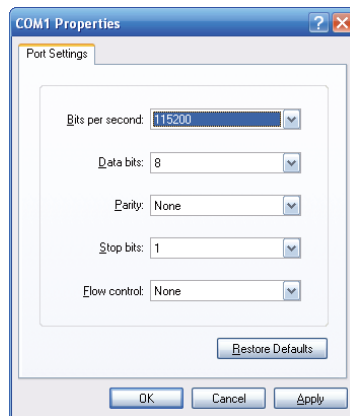 COM1 Properties
Port Settings
Bits per second: 115200
Data bits: 8
Parity: None
Stop bits: 1
Flow control: None
Restore Defaults
OK Cancel Apply